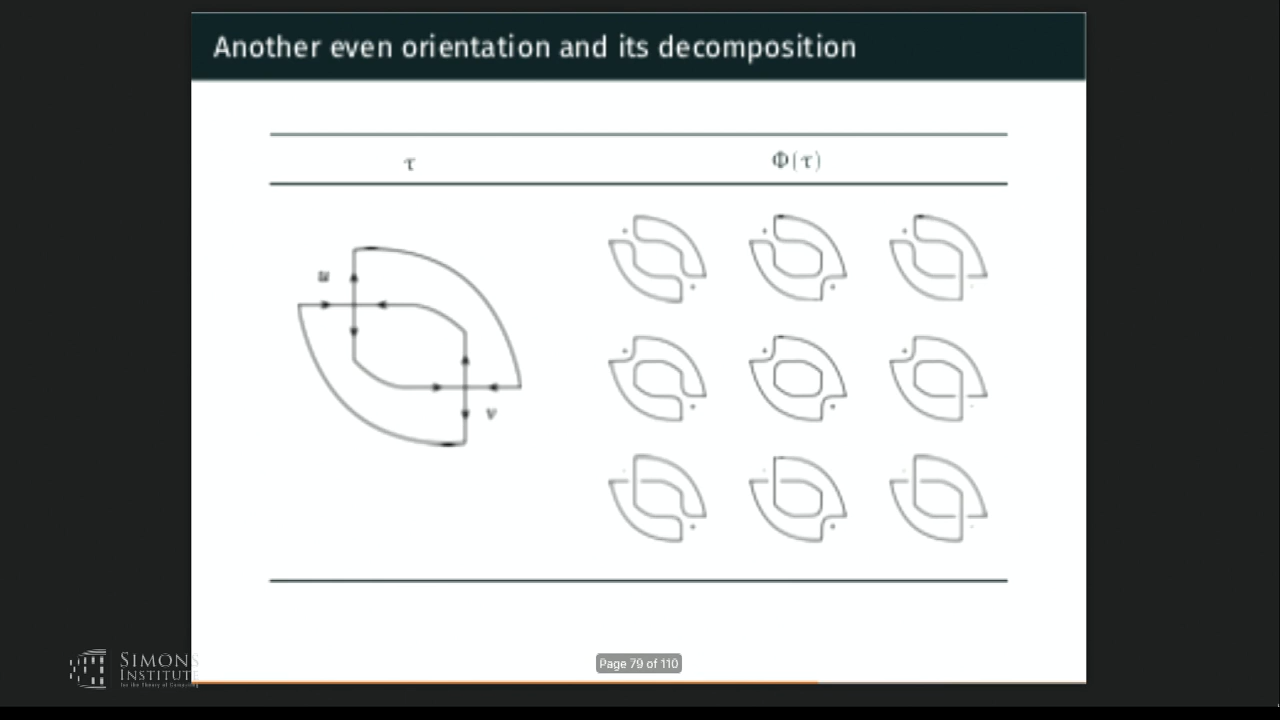 Another even orientation and its decomposition
τ Φ(τ)
u
v
Page 79 of 110
SIMONS
INSTITUTE
for the Theory of Computing